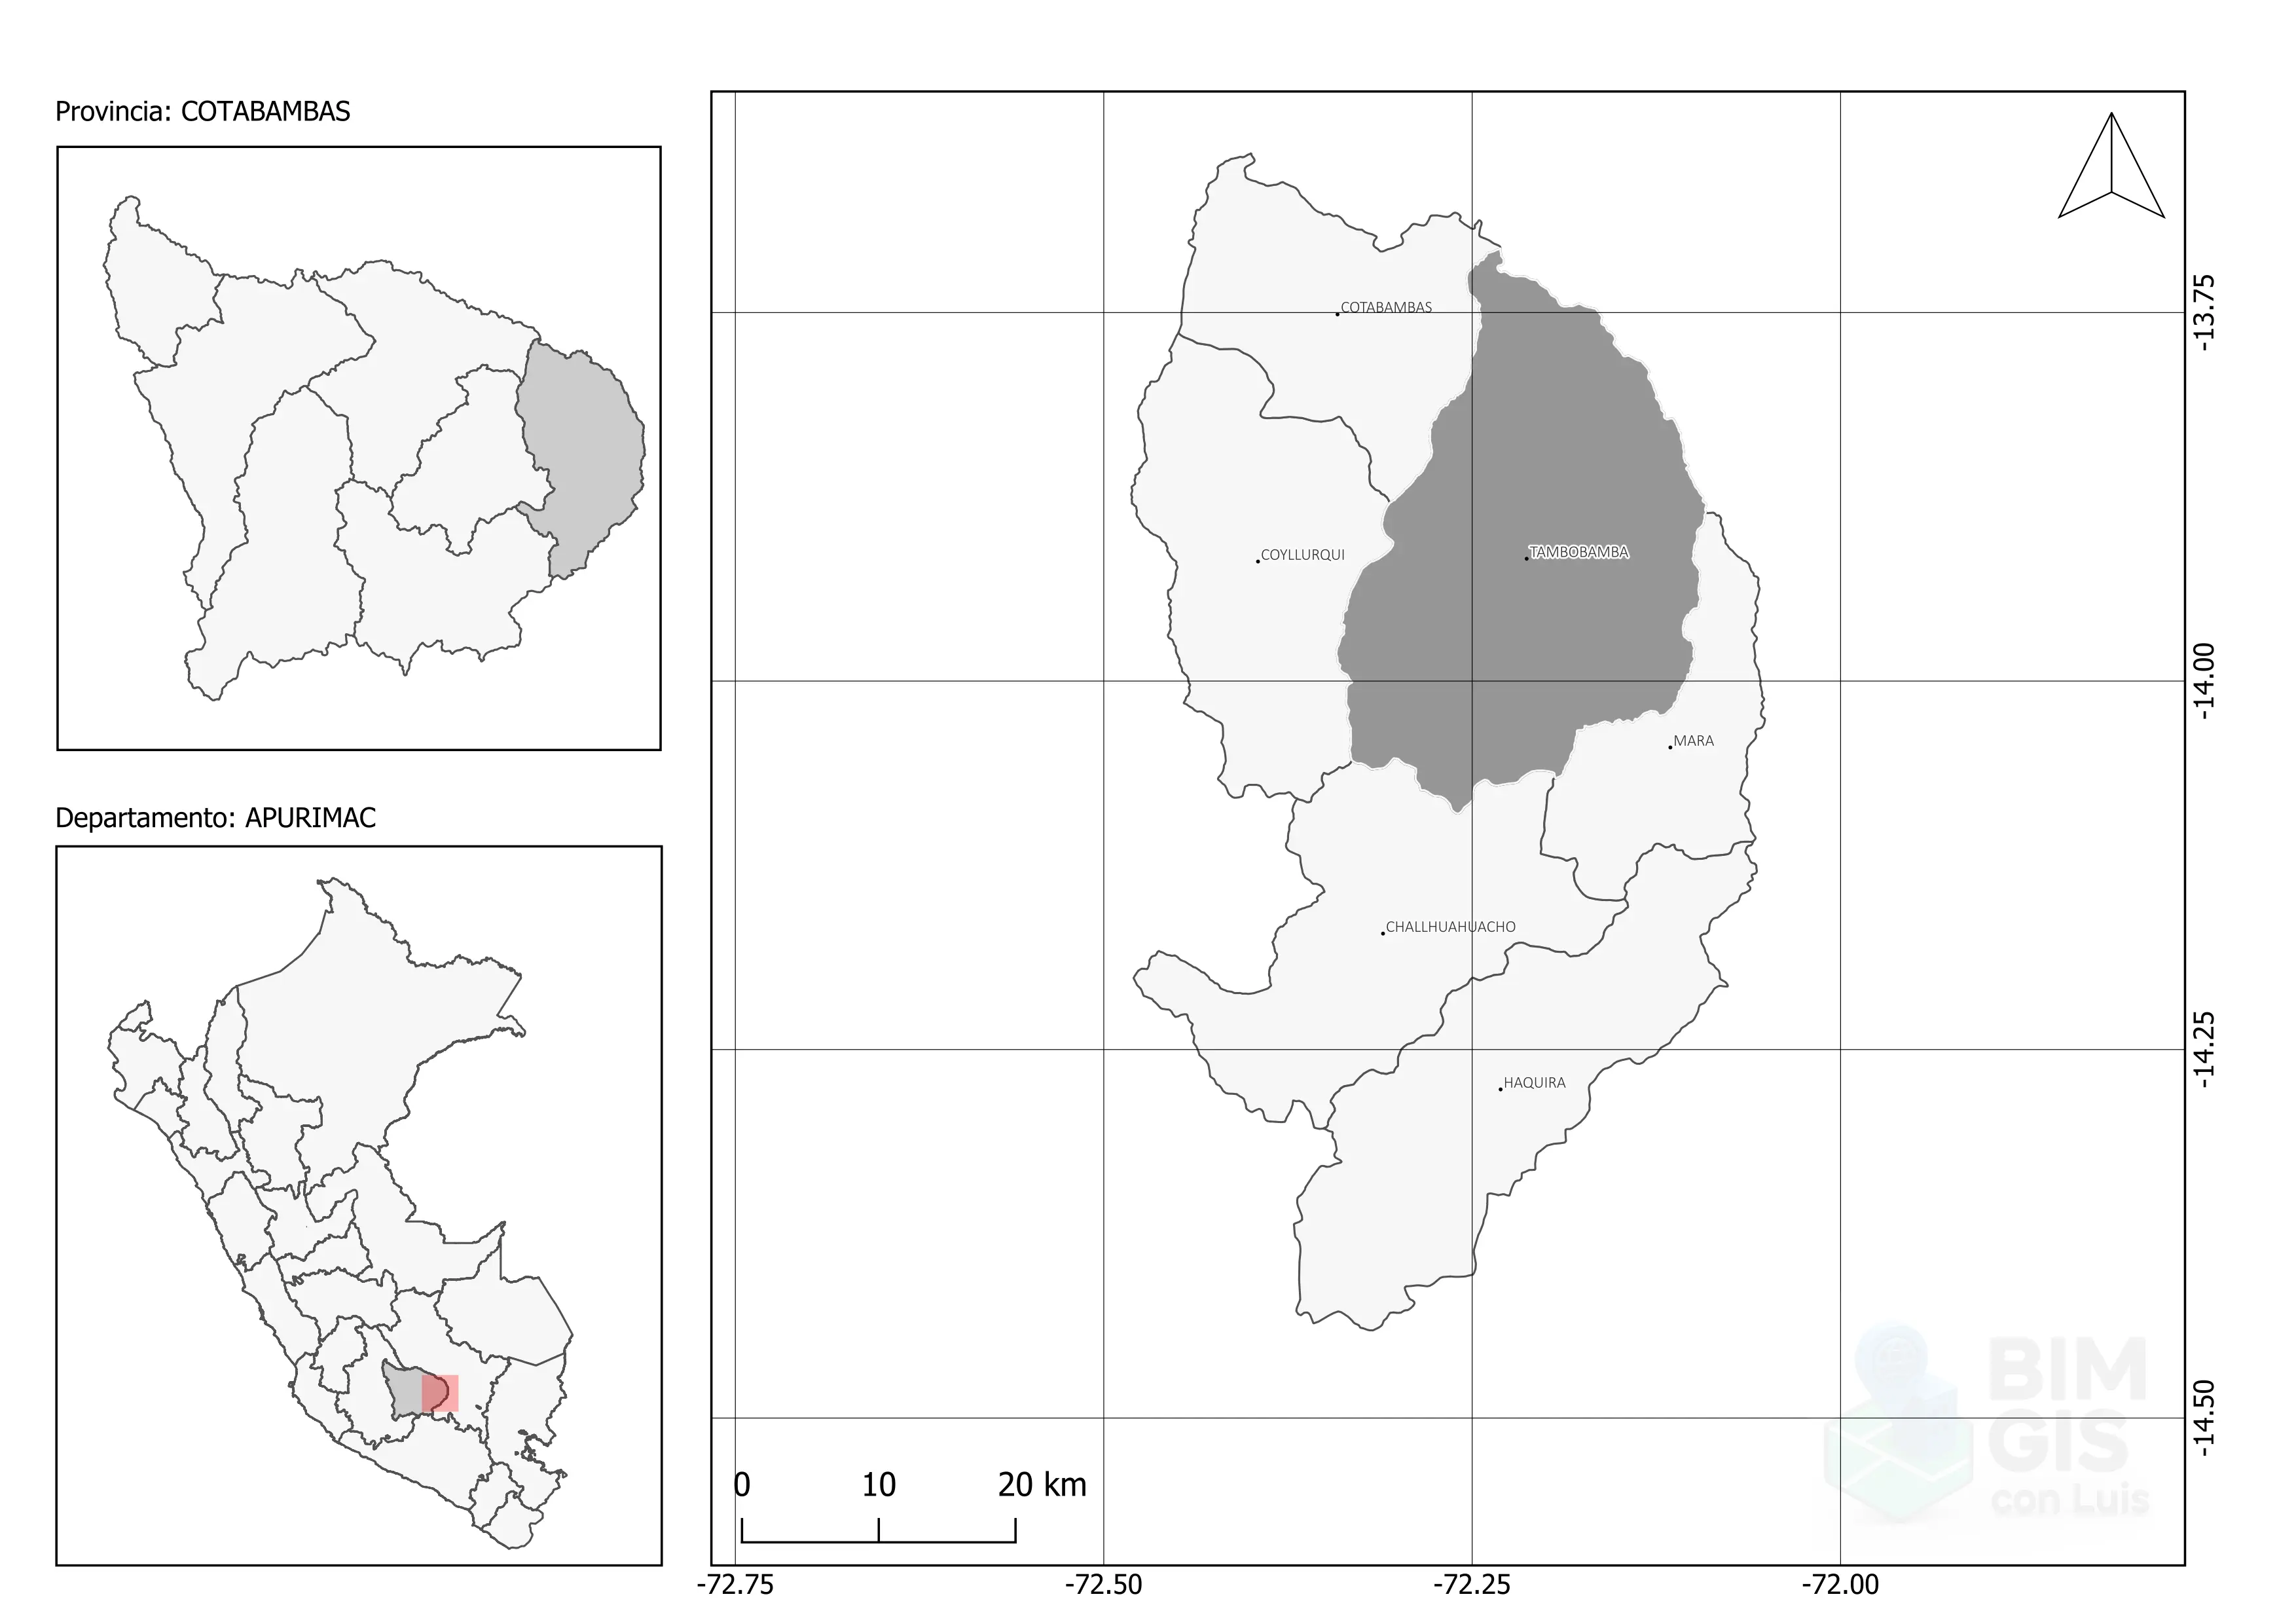 Provincia: COTABAMBAS
Departamento: APURIMAC
COTABAMBAS
COYLLURQUI
TAMBOBAMBA
MARA
CHALLHUAHUACHO
HAQUIRA
-13.75
-14.00
-14.25
-14.50
0 10 20 km
-72.75 -72.50 -72.25 -72.00
BIM
GIS
con Luis